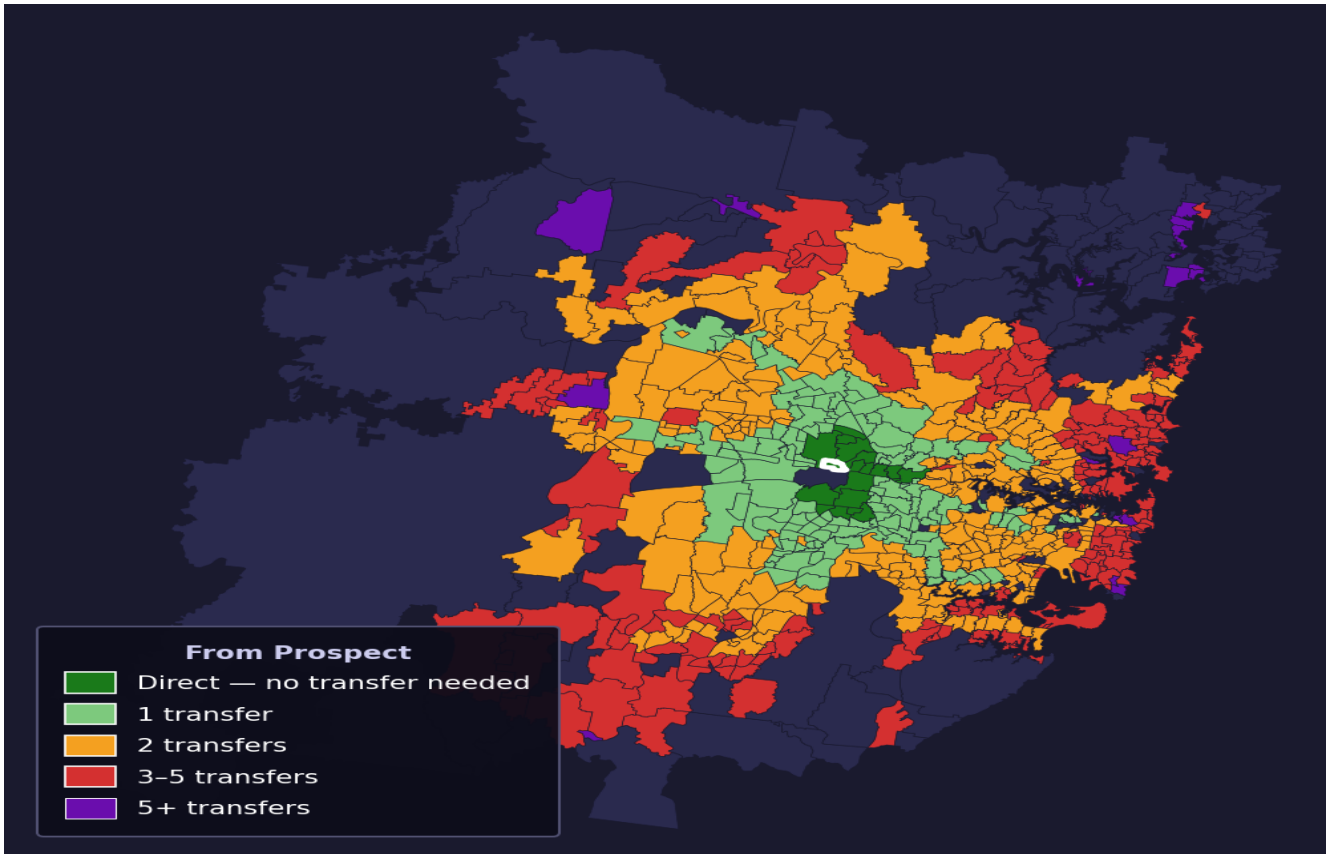 From Prospect
Direct — no transfer needed
1 transfer
2 transfers
3–5 transfers
5+ transfers